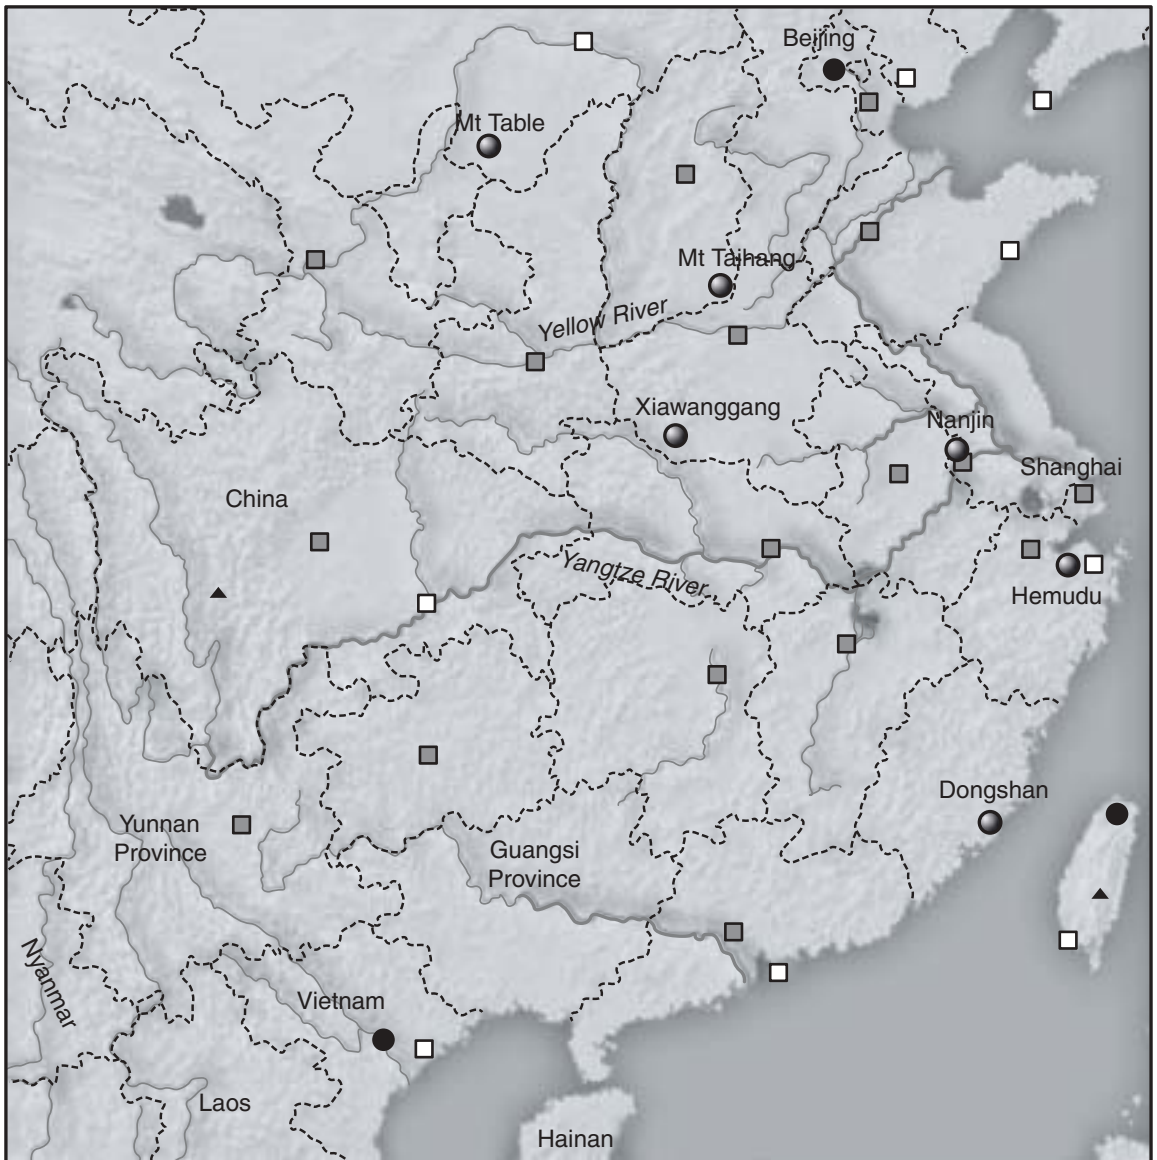 Beijing
Mt Table
Mt Taihang
Yellow River
Xiawanggang
Nanjin
Shanghai
China
Yangtze River
Hemudu
Dongshan
Yunnan
Province
Guangsi
Province
Nyanmar
Vietnam
Laos
Hainan